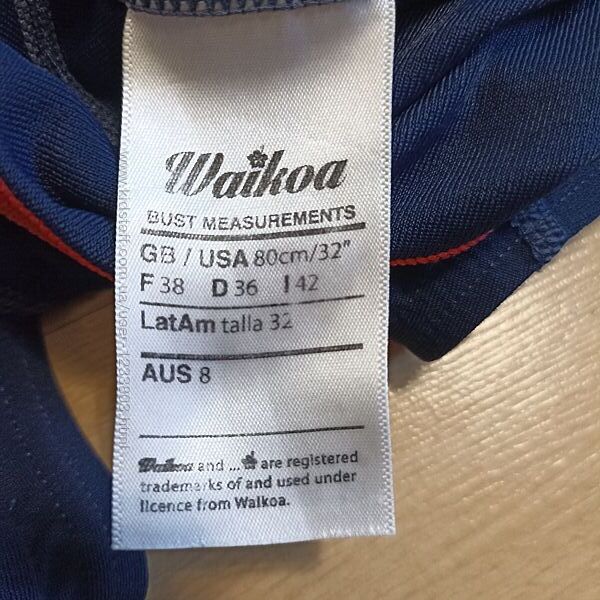 Waikoa
BUST MEASUREMENTS
GB / USA 80cm/32"
F 38 D 36 I 42
LatAm talla 32
AUS 8
Waikoa and ... are registered
trademarks of and used under
licence from Waikoa.